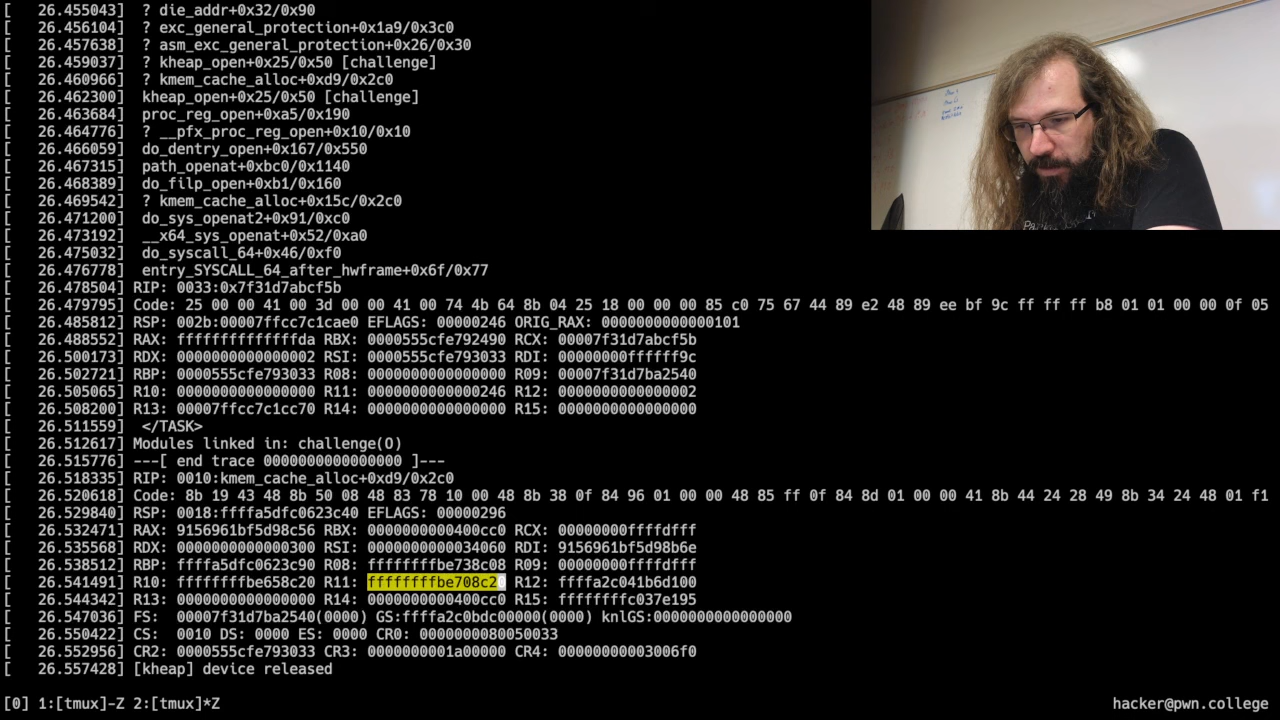 [   26.455043]  ? die_addr+0x32/0x90
[   26.456104]  ? exc_general_protection+0x1a9/0x3c0
[   26.457638]  ? asm_exc_general_protection+0x26/0x30
[   26.459037]  ? kheap_open+0x25/0x50 [challenge]
[   26.460966]  ? kmem_cache_alloc+0xd9/0x2c0
[   26.462300]  kheap_open+0x25/0x50 [challenge]
[   26.463684]  proc_reg_open+0xa5/0x190
[   26.464776]  ? __pfx_proc_reg_open+0x10/0x10
[   26.466059]  do_dentry_open+0x167/0x550
[   26.467315]  path_openat+0xbc0/0x1140
[   26.468389]  do_filp_open+0xb1/0x160
[   26.469542]  ? kmem_cache_alloc+0x15c/0x2c0
[   26.471200]  do_sys_openat2+0x91/0xc0
[   26.473192]  __x64_sys_openat+0x52/0xa0
[   26.475032]  do_syscall_64+0x46/0xf0
[   26.476778]  entry_SYSCALL_64_after_hwframe+0x6f/0x77
[   26.478504] RIP: 0033:0x7f31d7abcf5b
[   26.479795] Code: 25 00 00 41 00 3d 00 00 41 00 74 4b 64 8b 04 25 18 00 00 00 85 c0 75 67 44 89 e2 48 89 ee bf 9c ff ff ff b8 01 01 00 00 0f 05
[   26.485812] RSP: 002b:00007ffcc7c1cae0 EFLAGS: 00000246 ORIG_RAX: 0000000000000101
[   26.488552] RAX: ffffffffffffffda RBX: 0000555cfe792490 RCX: 00007f31d7abcf5b
[   26.500173] RDX: 0000000000000002 RSI: 0000555cfe793033 RDI: 00000000ffffff9c
[   26.502721] RBP: 0000555cfe793033 R08: 0000000000000000 R09: 00007f31d7ba2540
[   26.505065] R10: 0000000000000000 R11: 0000000000000246 R12: 0000000000000002
[   26.508200] R13: 00007ffcc7c1cc70 R14: 0000000000000000 R15: 0000000000000000
[   26.511559]  </TASK>
[   26.512617] Modules linked in: challenge(O)
[   26.515776] ---[ end trace 0000000000000000 ]---
[   26.518335] RIP: 0010:kmem_cache_alloc+0xd9/0x2c0
[   26.520618] Code: 8b 19 43 48 8b 50 08 48 83 78 10 00 48 8b 38 0f 84 96 01 00 00 48 85 ff 0f 84 8d 01 00 00 41 8b 44 24 28 49 8b 34 24 48 01 f1
[   26.529840] RSP: 0018:ffffa5dfc0623c40 EFLAGS: 00000296
[   26.532471] RAX: 9156961bf5d98c56 RBX: 0000000000400cc0 RCX: 00000000ffffdfff
[   26.535568] RDX: 0000000000000300 RSI: 0000000000034060 RDI: 9156961bf5d98b6e
[   26.538512] RBP: ffffa5dfc0623c90 R08: ffffffffbe738c08 R09: 00000000ffffdfff
[   26.541491] R10: ffffffffbe658c20 R11: ffffffffbe708c20 R12: ffffa2c041b6d100
[   26.544342] R13: 0000000000000000 R14: 0000000000400cc0 R15: ffffffffc037e195
[   26.547036] FS:  00007f31d7ba2540(0000) GS:ffffa2c0bdc00000(0000) knlGS:0000000000000000
[   26.550422] CS:  0010 DS: 0000 ES: 0000 CR0: 0000000080050033
[   26.552956] CR2: 0000555cfe793033 CR3: 0000000001a00000 CR4: 00000000003006f0
[   26.557428] [kheap] device released
[0] 1:[tmux]-Z 2:[tmux]*Z hacker@pwn.college